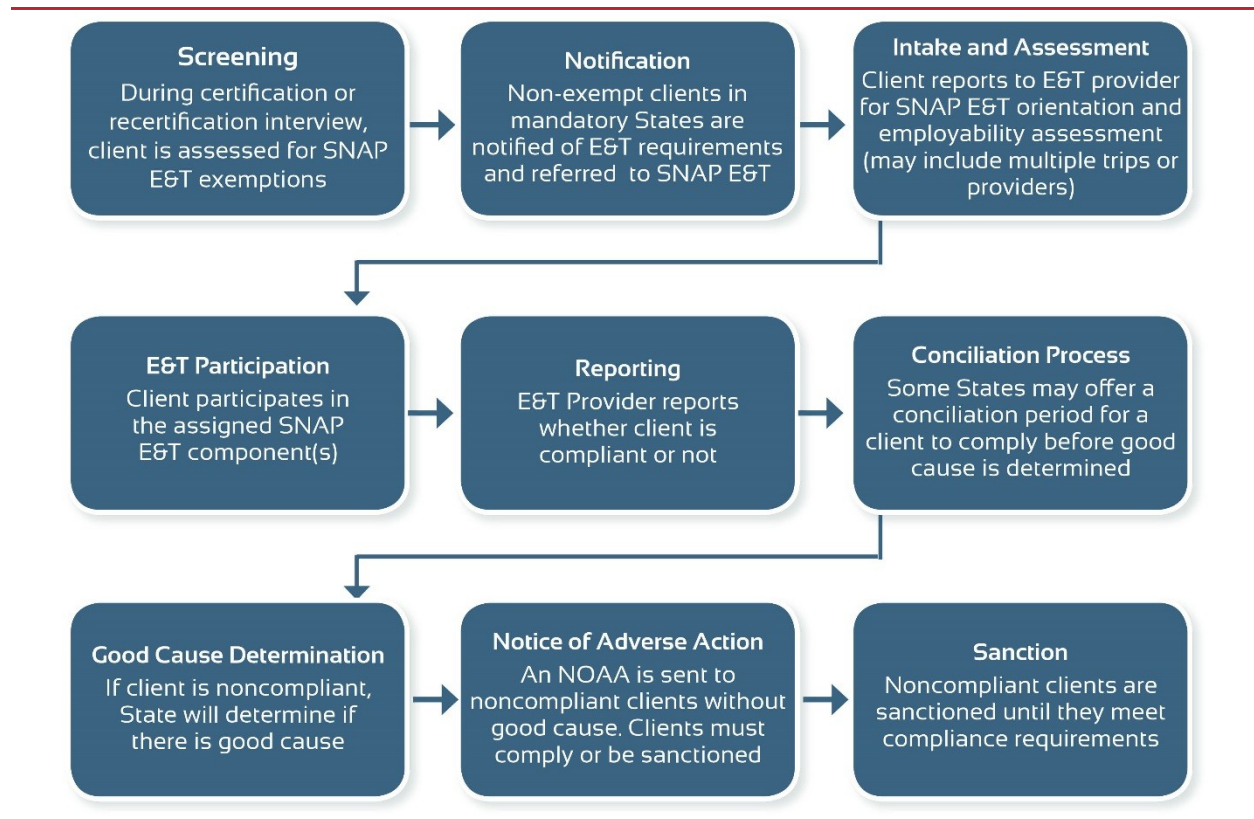 Screening
During certification or
recertification interview,
client is assessed for SNAP
E&T exemptions
Notification
Non-exempt clients in
mandatory States are
notified of E&T requirements
and referred to SNAP E&T
Intake and Assessment
Client reports to E&T provider
for SNAP E&T orientation and
employability assessment
(may include multiple trips or
providers)
E&T Participation
Client participates in
the assigned SNAP
E&T component(s)
Reporting
E&T Provider reports
whether client is
compliant or not
Conciliation Process
Some States may offer a
conciliation period for a
client to comply before good
cause is determined
Good Cause Determination
If client is noncompliant,
State will determine if
there is good cause
Notice of Adverse Action
An NOAA is sent to
noncompliant clients without
good cause. Clients must
comply or be sanctioned
Sanction
Noncompliant clients are
sanctioned until they meet
compliance requirements